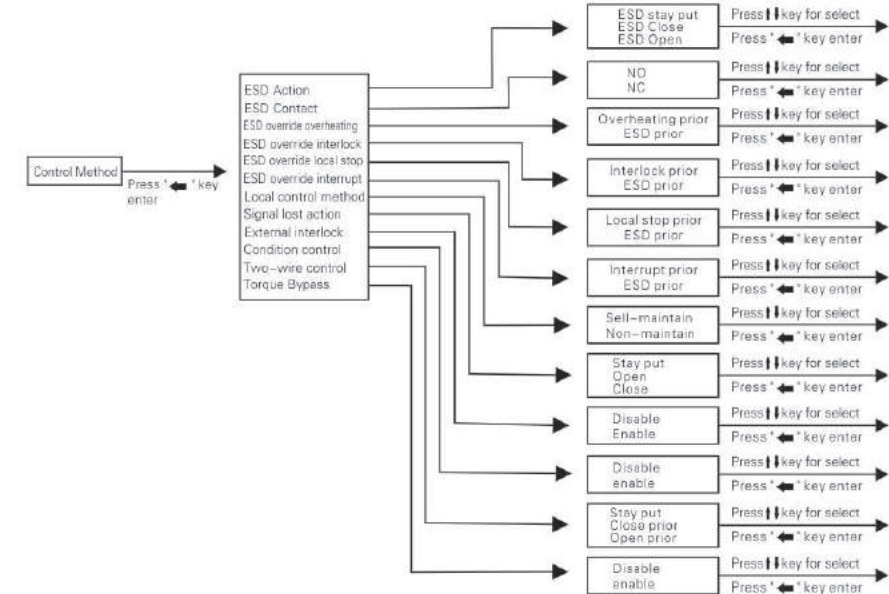 Control Method
Press "⬅" key
enter
ESD Action
ESD Contact
ESD override overheating
ESD override interlock
ESD override local stop
ESD override interrupt
Local control method
Signal lost action
External interlock
Condition control
Two-wire control
Torque Bypass
ESD stay put
ESD Close
ESD Open
Press⬆⬇key for select
Press "⬅" key enter
NO
NC
Press⬆⬇key for select
Press "⬅" key enter
Overheating prior
ESD prior
Press⬆⬇key for select
Press "⬅" key enter
Interlock prior
ESD prior
Press⬆⬇key for select
Press "⬅" key enter
Local stop prior
ESD prior
Press⬆⬇key for select
Press "⬅" key enter
Interrupt prior
ESD prior
Press⬆⬇key for select
Press "⬅" key enter
Sell-maintain
Non-maintain
Press⬆⬇key for select
Press "⬅" key enter
Stay put
Open
Close
Press⬆⬇key for select
Press "⬅" key enter
Disable
Enable
Press⬆⬇key for select
Press "⬅" key enter
Disable
enable
Press⬆⬇key for select
Press "⬅" key enter
Stay put
Close prior
Open prior
Press⬆⬇key for select
Press "⬅" key enter
Disable
enable
Press⬆⬇key for select
Press "⬅" key enter